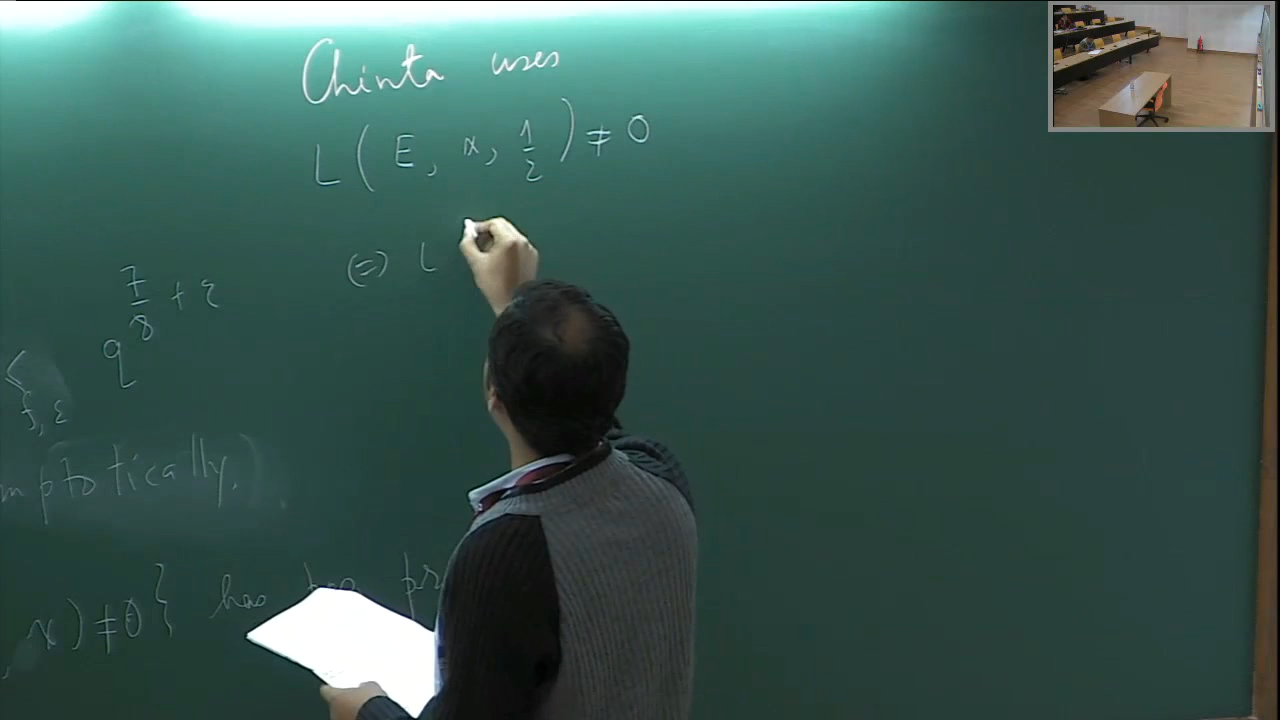 Chinta uses
L(E, χ, 1/2) ≠ 0
(=) L
q^{7/8 + ε}
≤_{f, ε}
mptotically.).
, χ) ≠ 0} has